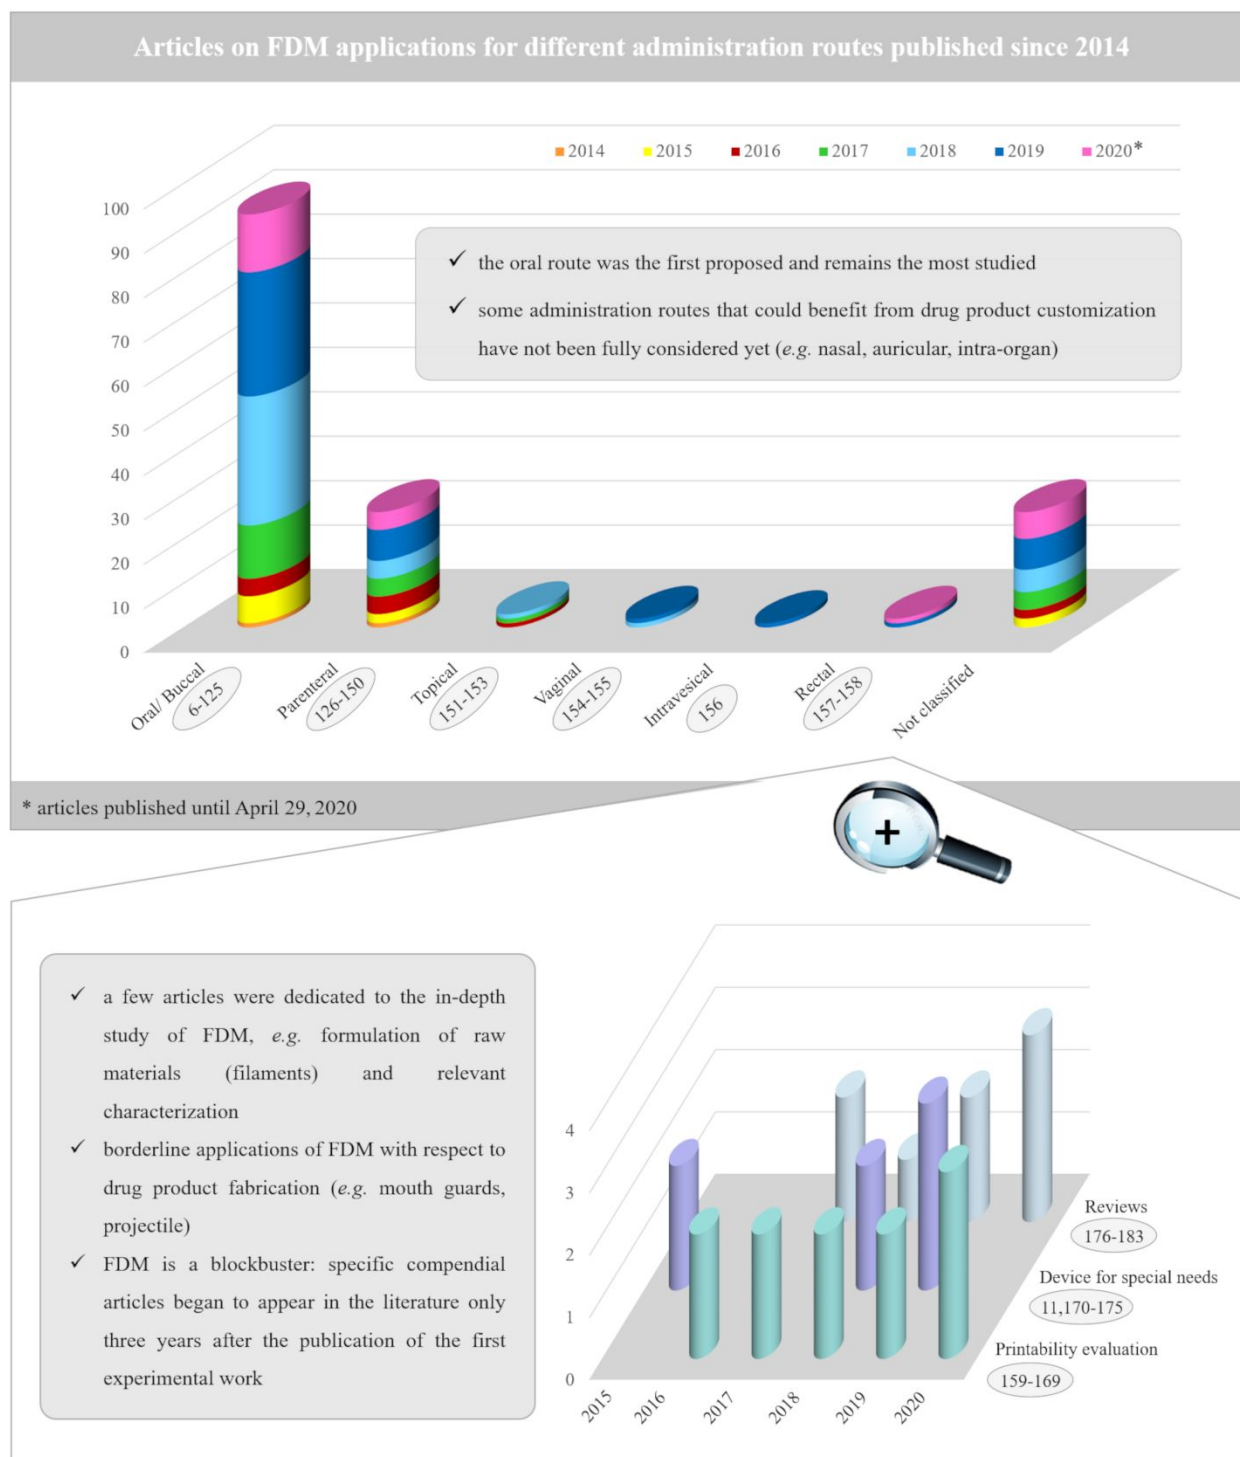 Articles on FDM applications for different administration routes published since 2014
2014 2015 2016 2017 2018 2019 2020*
100
90
80
70
60
50
40
30
20
10
0
✓ the oral route was the first proposed and remains the most studied
✓ some administration routes that could benefit from drug product customization
have not been fully considered yet (e.g. nasal, auricular, intra-organ)
Oral/ Buccal
6-125
Parenteral
126-150
Topical
151-153
Vaginal
154-155
Intravesical
156
Rectal
157-158
Not classified
* articles published until April 29, 2020
+
✓ a few articles were dedicated to the in-depth
study of FDM, e.g. formulation of raw
materials (filaments) and relevant
characterization
✓ borderline applications of FDM with respect to
drug product fabrication (e.g. mouth guards,
projectile)
✓ FDM is a blockbuster: specific compendial
articles began to appear in the literature only
three years after the publication of the first
experimental work
4
3
2
1
0
2015
2016
2017
2018
2019
2020
Reviews
176-183
Device for special needs
11,170-175
Printability evaluation
159-169